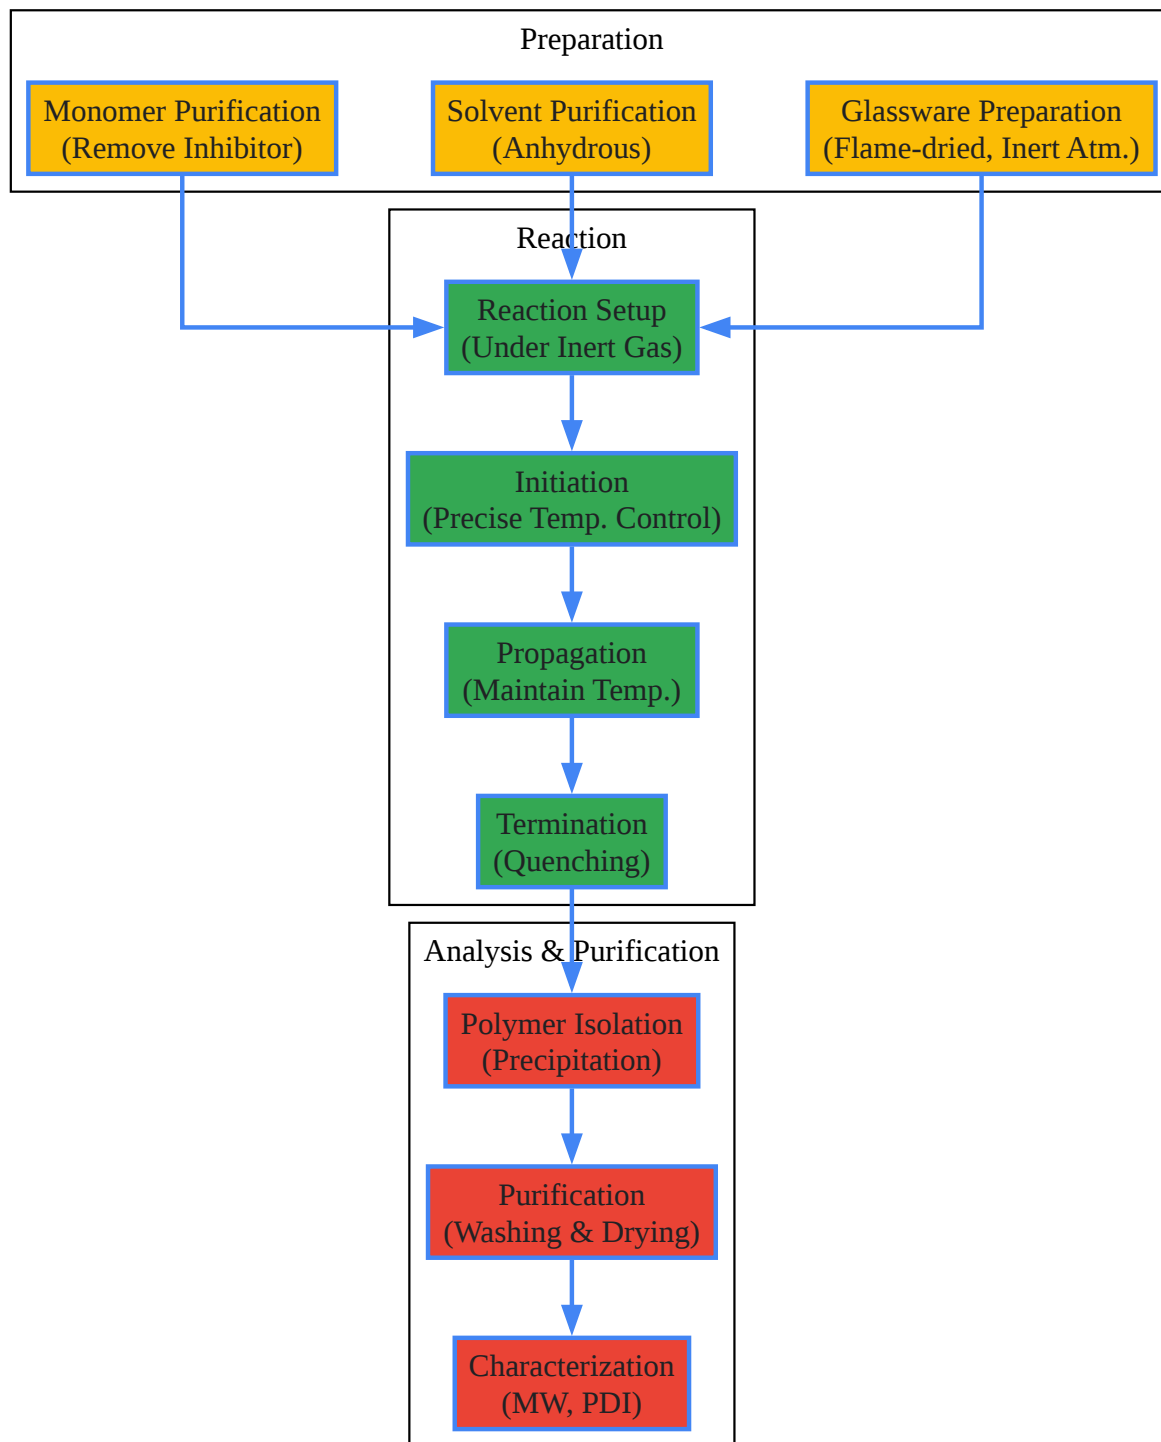 Preparation
Monomer Purification
(Remove Inhibitor)
Solvent Purification
(Anhydrous)
Glassware Preparation
(Flame-dried, Inert Atm.)
Reaction
Reaction Setup
(Under Inert Gas)
Initiation
(Precise Temp. Control)
Propagation
(Maintain Temp.)
Termination
(Quenching)
Analysis & Purification
Polymer Isolation
(Precipitation)
Purification
(Washing & Drying)
Characterization
(MW, PDI)